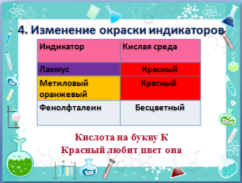 4. Изменение окраски индикаторов
Индикатор Кислая среда
Лакмус Красный
Метиловый оранжевый Красный
Фенолфталеин Бесцветный
Кислота на букву К
Красный любит цвет она